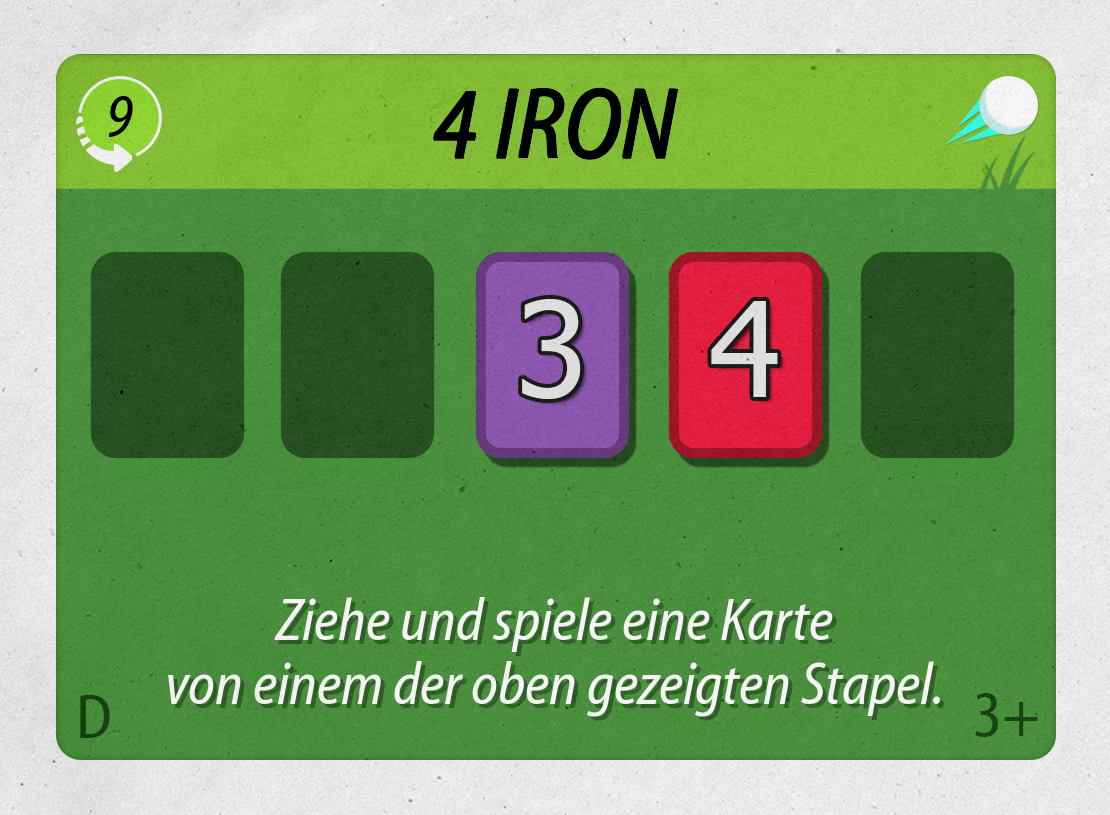 9
4 IRON
3 4
Ziehe und spiele eine Karte
von einem der oben gezeigten Stapel.
D 3+